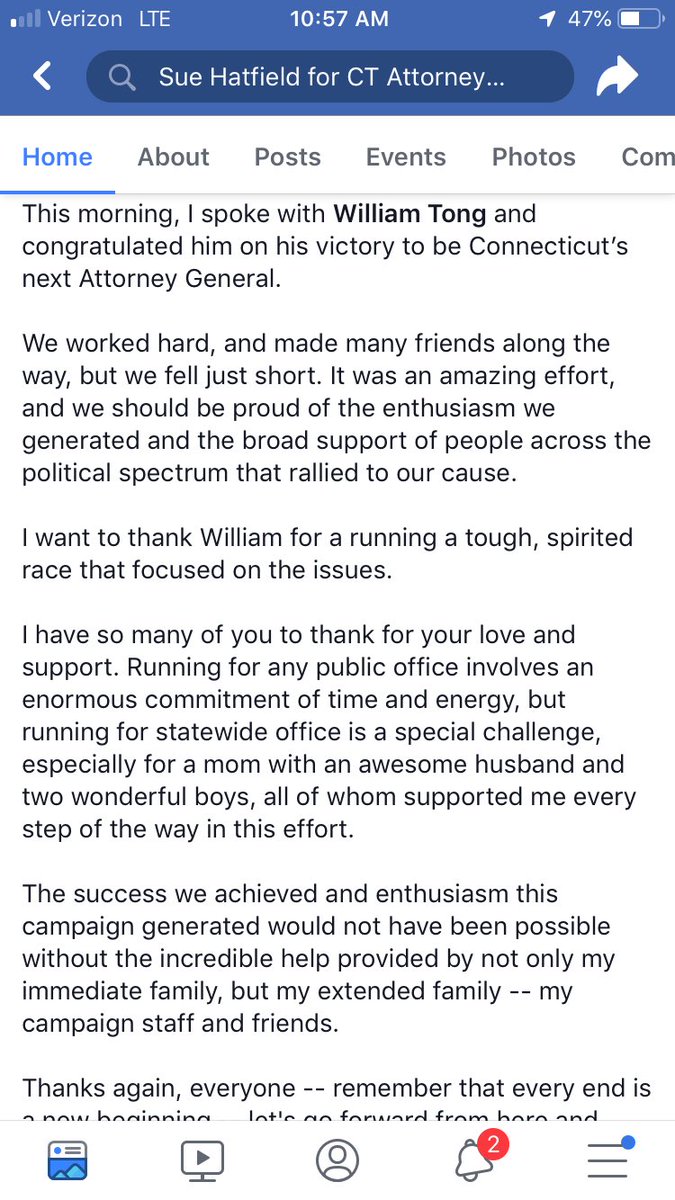 Verizon LTE 10:57 AM 47%
Sue Hatfield for CT Attorney...
Home About Posts Events Photos Com
This morning, I spoke with William Tong and
congratulated him on his victory to be Connecticut's
next Attorney General.
We worked hard, and made many friends along the
way, but we fell just short. It was an amazing effort,
and we should be proud of the enthusiasm we
generated and the broad support of people across the
political spectrum that rallied to our cause.
I want to thank William for a running a tough, spirited
race that focused on the issues.
I have so many of you to thank for your love and
support. Running for any public office involves an
enormous commitment of time and energy, but
running for statewide office is a special challenge,
especially for a mom with an awesome husband and
two wonderful boys, all of whom supported me every
step of the way in this effort.
The success we achieved and enthusiasm this
campaign generated would not have been possible
without the incredible help provided by not only my
immediate family, but my extended family -- my
campaign staff and friends.
Thanks again, everyone -- remember that every end is
a new beginning -- let's go forward from here and
2